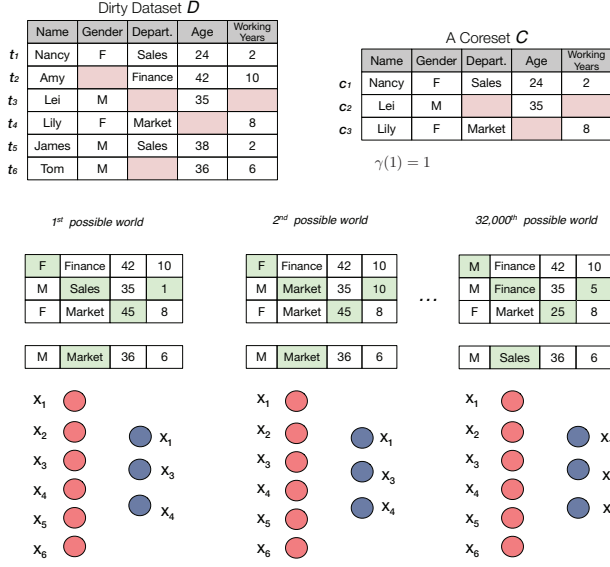 Dirty Dataset D
Name Gender Depart. Age Working Years
t1 Nancy F Sales 24 2
t2 Amy Finance 42 10
t3 Lei M 35
t4 Lily F Market 8
t5 James M Sales 38 2
t6 Tom M 36 6
A Coreset C
Name Gender Depart. Age Working Years
c1 Nancy F Sales 24 2
c2 Lei M 35
c3 Lily F Market 8
γ(1) = 1
1st possible world
F Finance 42 10
M Sales 35 1
F Market 45 8
M Market 36 6
2nd possible world
F Finance 42 10
M Market 35 10
F Market 45 8
M Market 36 6
...
32,000th possible world
M Finance 42 10
M Finance 35 5
F Market 25 8
M Sales 36 6
X1
X2
X3
X4
X5
X6
X1
X3
X4
X1
X2
X3
X4
X5
X6
X1
X3
X4
X1
X2
X3
X4
X5
X6